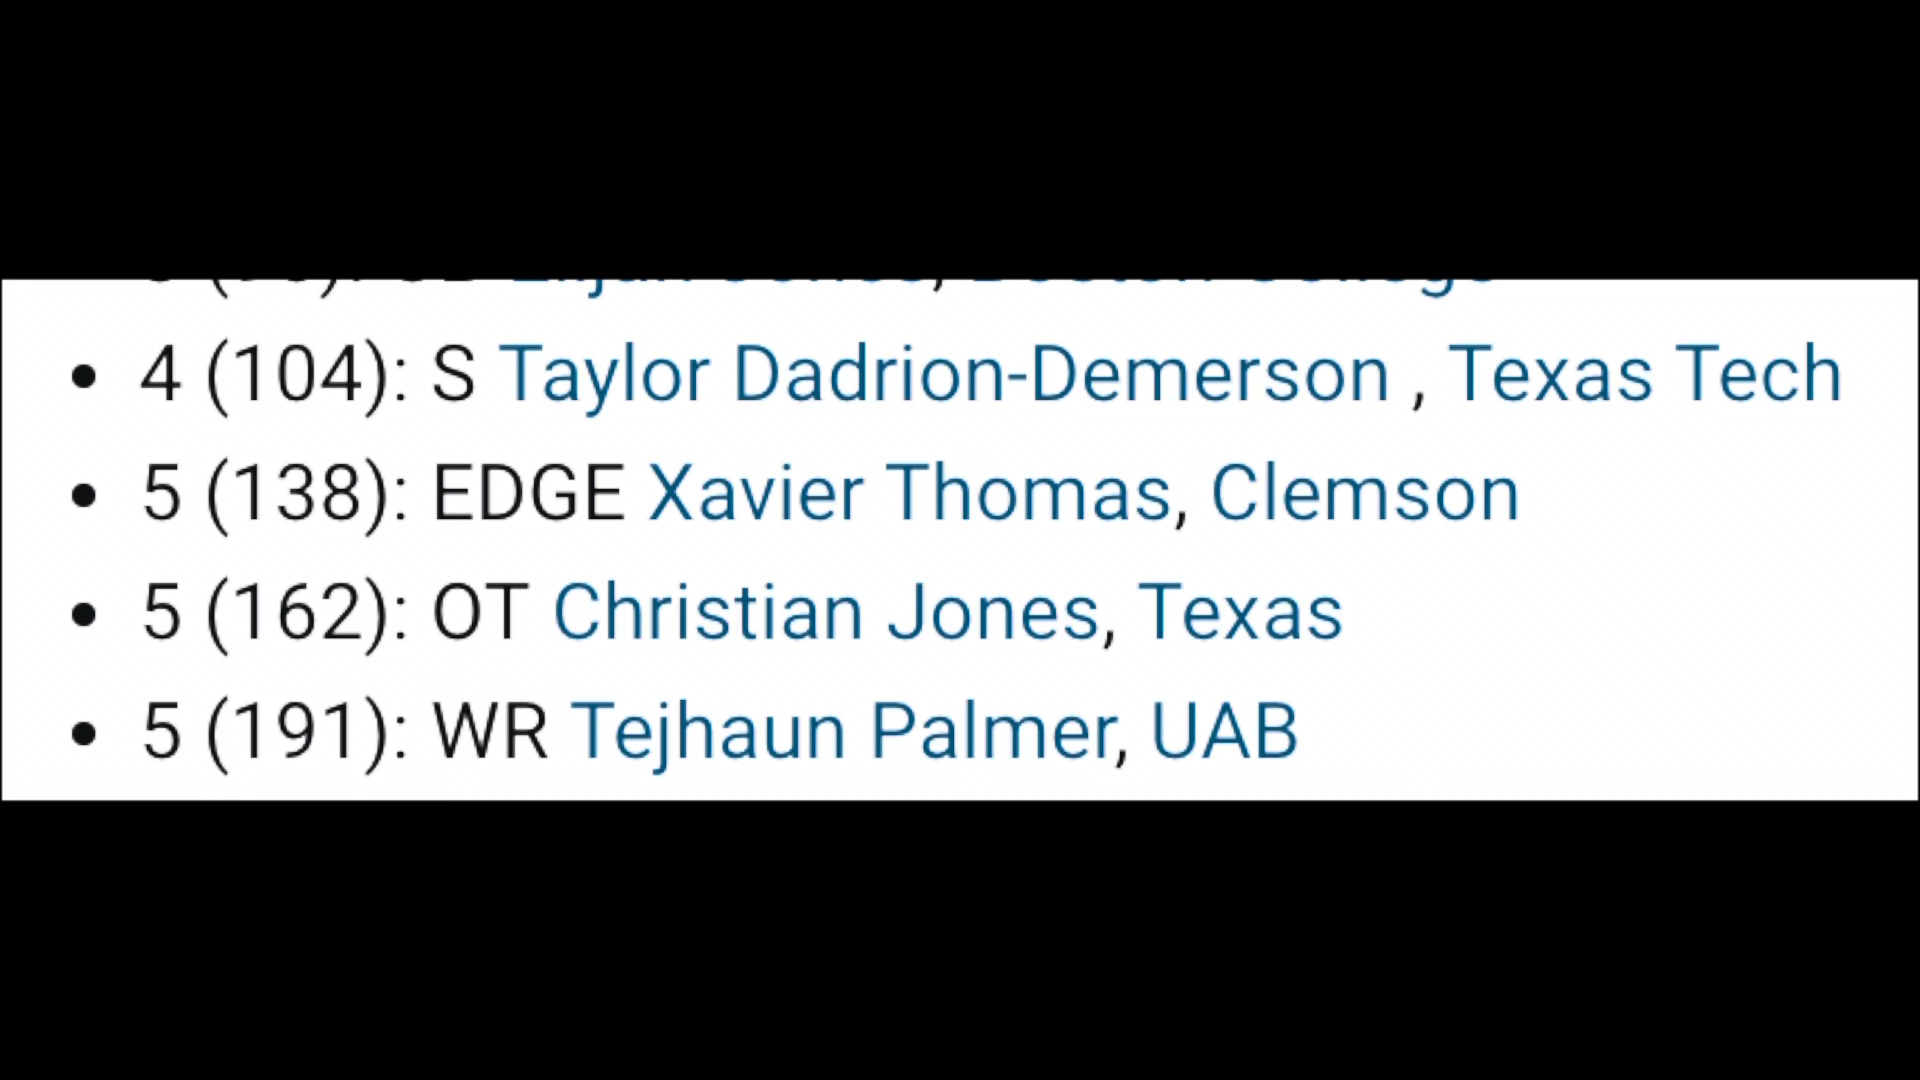 • 4 (104): S Taylor Dadrion-Demerson , Texas Tech
• 5 (138): EDGE Xavier Thomas, Clemson
• 5 (162): OT Christian Jones, Texas
• 5 (191): WR Tejhaun Palmer, UAB